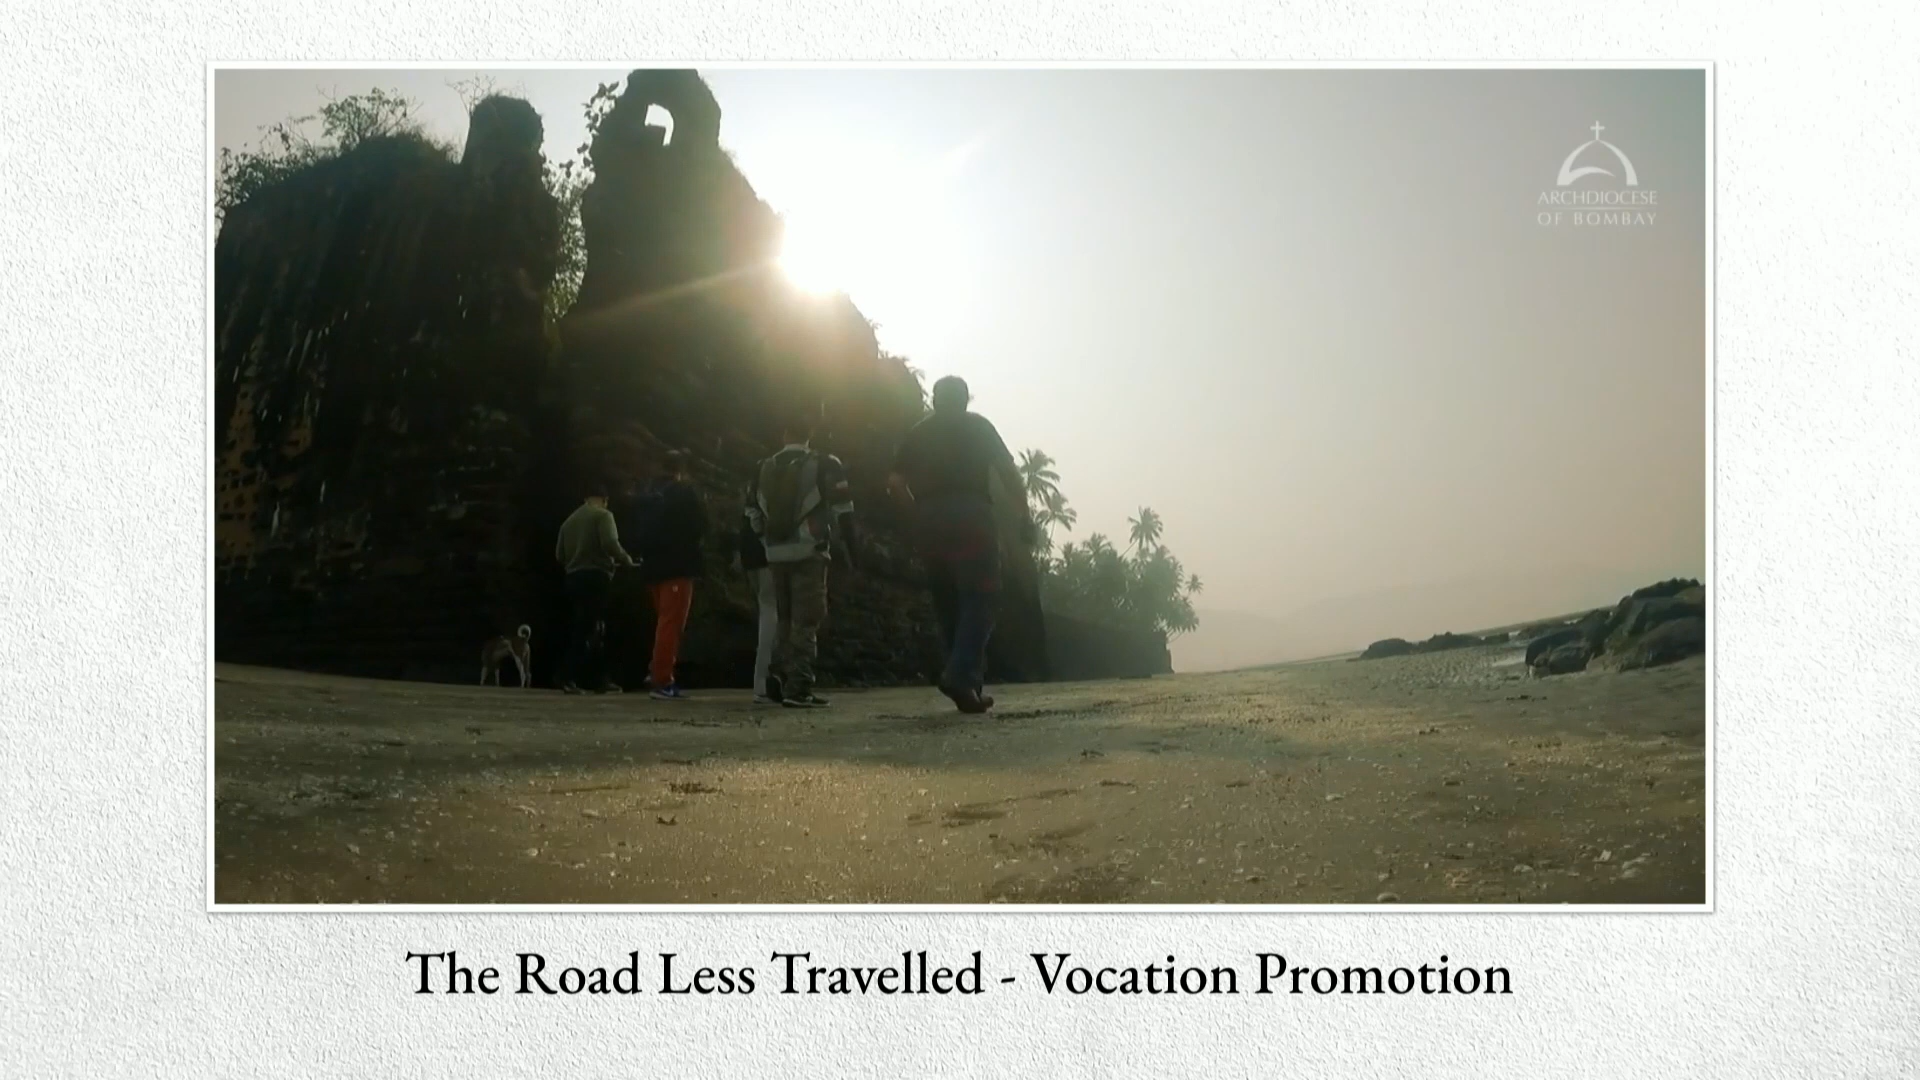 ARCHDIOCESE
OF BOMBAY
The Road Less Travelled - Vocation Promotion